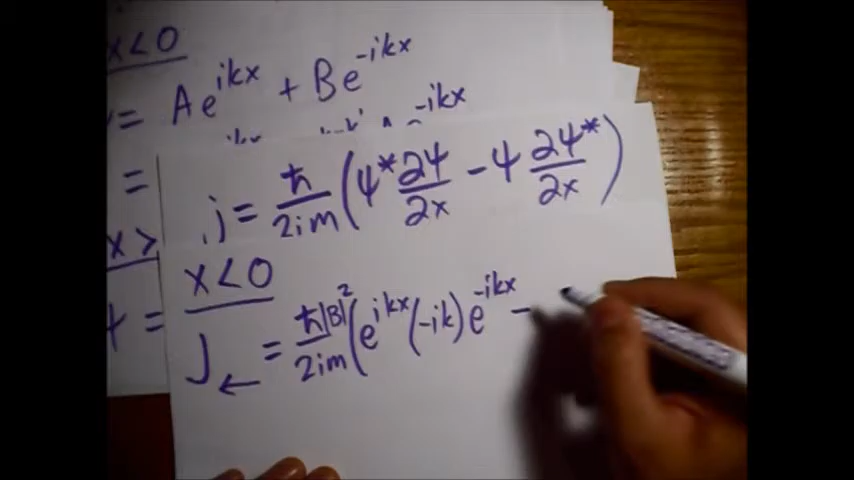 x<0
= Ae^{ikx} + Be^{-ikx}
=
j = ħ/2im (ψ* ∂ψ/∂x - ψ ∂ψ*/∂x)
x >
x<0
=
J← = ħ|B|²/2im (e^{ikx}(-ik)e^{-ikx} -